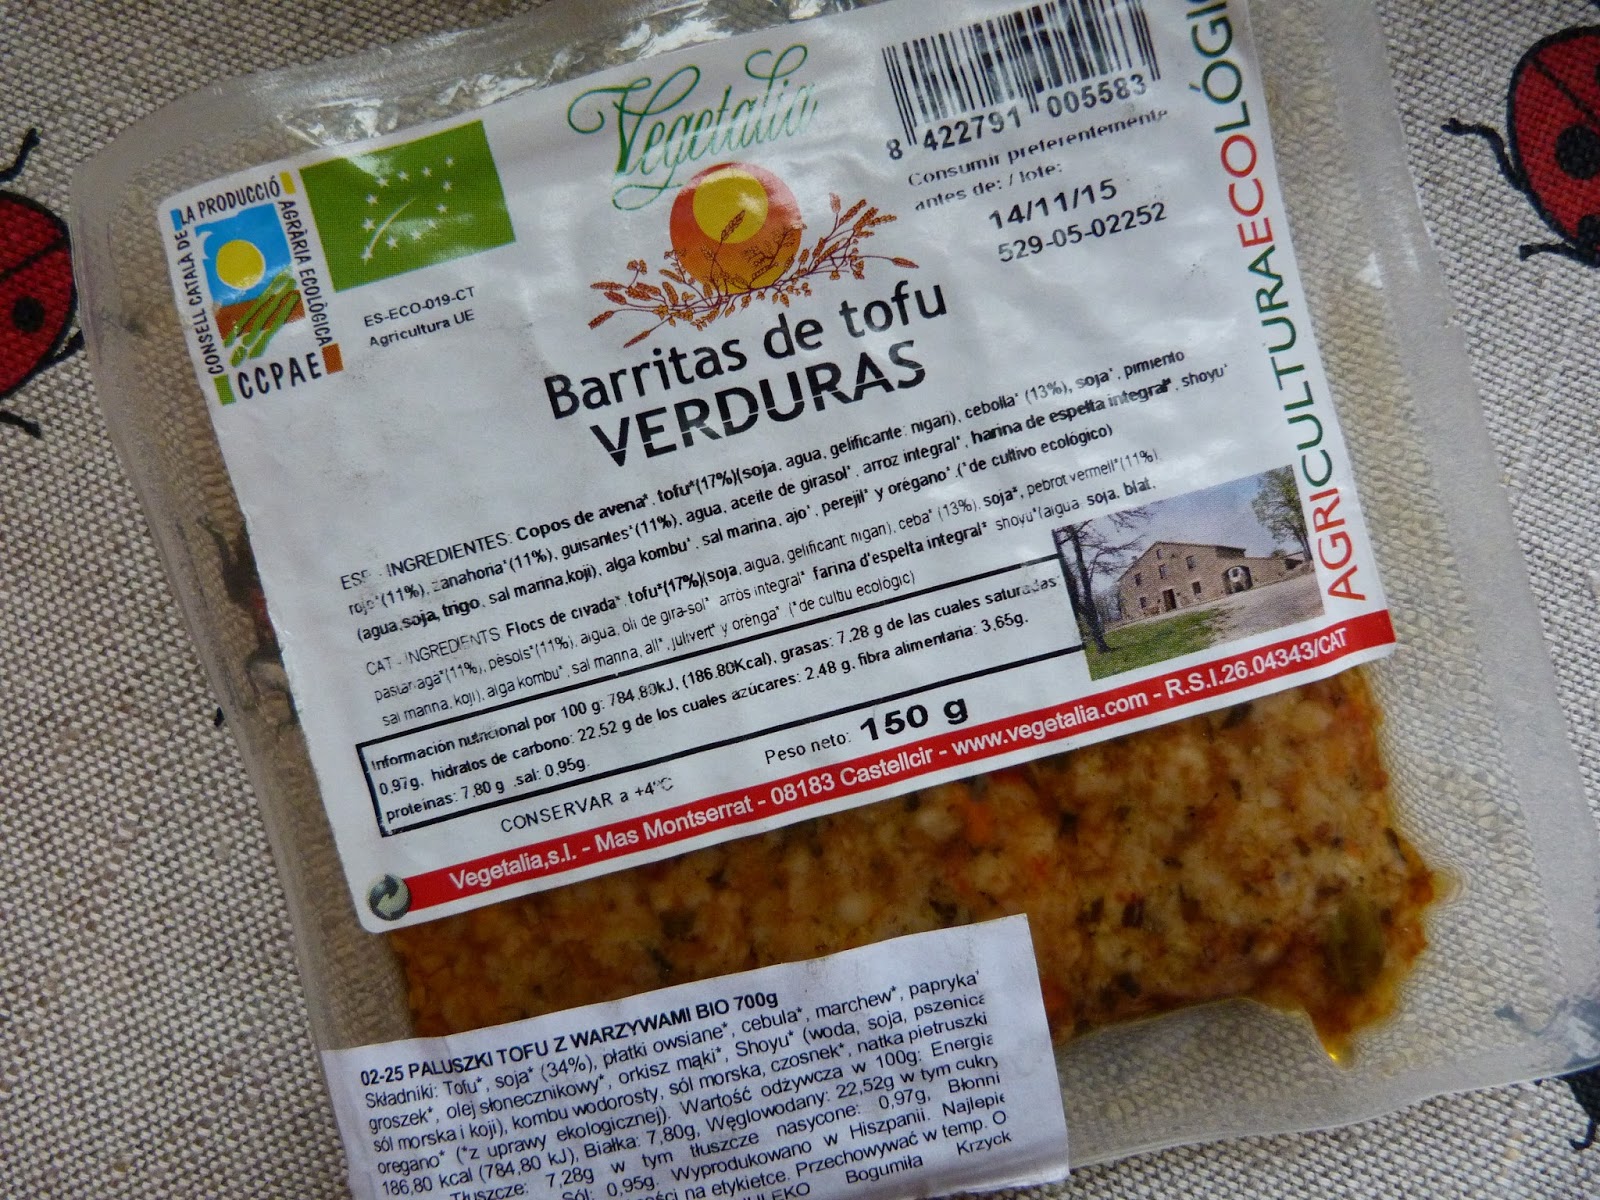 CONSELL CATALÀ DE LA PRODUCCIÓ AGRÀRIA ECOLÒGICA
CCPAE
ES-ECO-019-CT
Agricultura UE
Vegetalia
8 422791 005583
Consumir preferentemente
antes de: / lote:
14/11/15
529-05-02252
AGRICULTURAECOLÓGI
Barritas de tofu
VERDURAS
ESP - INGREDIENTES: Copos de avena*, tofu*(17%)(soja, agua, gelificante: nigari), cebolla* (13%), soja*, pimiento
rojo*(11%), zanahoria*(11%), guisantes*(11%), agua, aceite de girasol*, arroz integral*, harina de espelta integral*, shoyu*
(agua, soja, trigo, sal marina, koji), alga kombu*, sal marina, ajo*, perejil* y orégano*.(*de cultivo ecológico)
CAT - INGREDIENTS: Flocs de civada*, tofu*(17%)(soja, aigua, gelificant: nigari), ceba* (13%), soja*, pebrot vermell*(11%),
pastanaga*(11%), pèsols*(11%), aigua, oli de gira-sol*, arròs integral*, farina d'espelta integral*, shoyu*(aigua, soja, blat,
sal marina, koji), alga kombu*, sal marina, all*, julivert* y orenga* (*de cultiu ecològic)
Información nutricional por 100 g: 784.80kJ, (186.80Kcal), grasas: 7.28 g de las cuales saturadas:
0,97g, hidratos de carbono: 22.52 g de los cuales azúcares: 2.48 g, fibra alimentaria: 3,65g.
proteínas: 7,80 g ,sal: 0,95g.
CONSERVAR a +4ºC
Peso neto: 150 g
Vegetalia,s.l. - Mas Montserrat - 08183 Castellcir - www.vegetalia.com - R.S.I.26.04343/CAT
02-25 PALUSZKI TOFU Z WARZYWAMI BIO 700g
Składniki: Tofu*, soja* (34%), płatki owsiane*, cebula*, marchew*, papryka*
groszek*, olej słonecznikowy*, orkisz mąki*, Shoyu* (woda, soja, pszenica
sól morska i koji), kombu wodorosty, sól morska, czosnek*, natka pietruszki
oregano* (*z uprawy ekologicznej). Wartość odżywcza w 100g: Energia
186,80 kcal (784,80 kJ), Białka: 7,80g, Węglowodany: 22,52g w tym cukry
Tłuszcze: 7,28g w tym tłuszcze nasycone: 0,97g, Błonni
Sól: 0,95g. Wyprodukowano w Hiszpanii. Najlepie
na etykietce. Przechowywać w temp. O
Bogumiła Krzyck